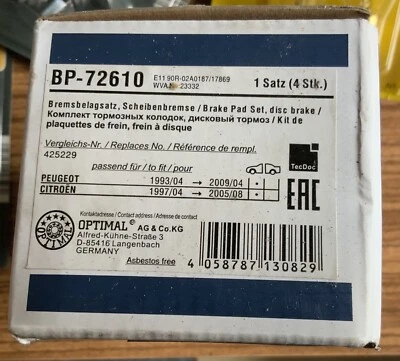 BP-72610
E11 90R-02A0187/17869
WVA.Nr. 23332
1 Satz (4 Stk.)
Bremsbelagsatz, Scheibenbremse / Brake Pad Set, disc brake /
Комплект тормозных колодок, дисковый тормоз / Kit de
plaquettes de frein, frein à disque
Vergleichs-Nr. / Replaces No. / Référence de rempl.
425229
passend für / to fit / pour
PEUGEOT 1993/04 → 2009/04 •
CITROËN 1997/04 → 2005/08 •
TecDoc
EAC
Kontaktadresse / Contact address / Adresse de contact
OPTIMAL® AG & Co.KG
Alfred-Kühne-Straße 3
D-85416 Langenbach
GERMANY
OPTIMAL
Asbestos free
4 058787 130829